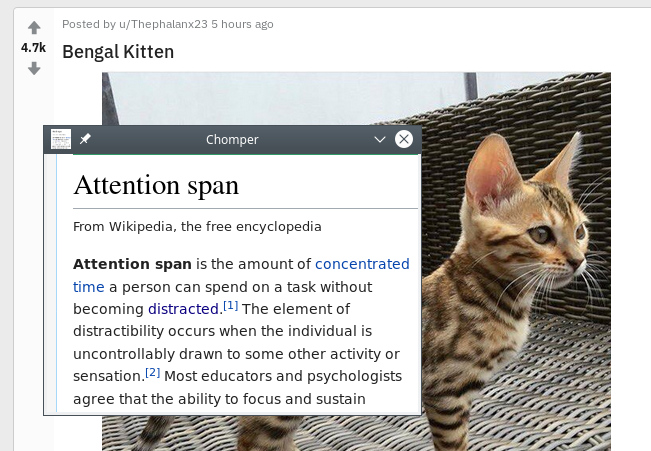 Posted by u/Thephalanx23 5 hours ago
4.7k
Bengal Kitten
Chomper
Attention span
From Wikipedia, the free encyclopedia
Attention span is the amount of concentrated
time a person can spend on a task without
becoming distracted.[1] The element of
distractibility occurs when the individual is
uncontrollably drawn to some other activity or
sensation.[2] Most educators and psychologists
agree that the ability to focus and sustain